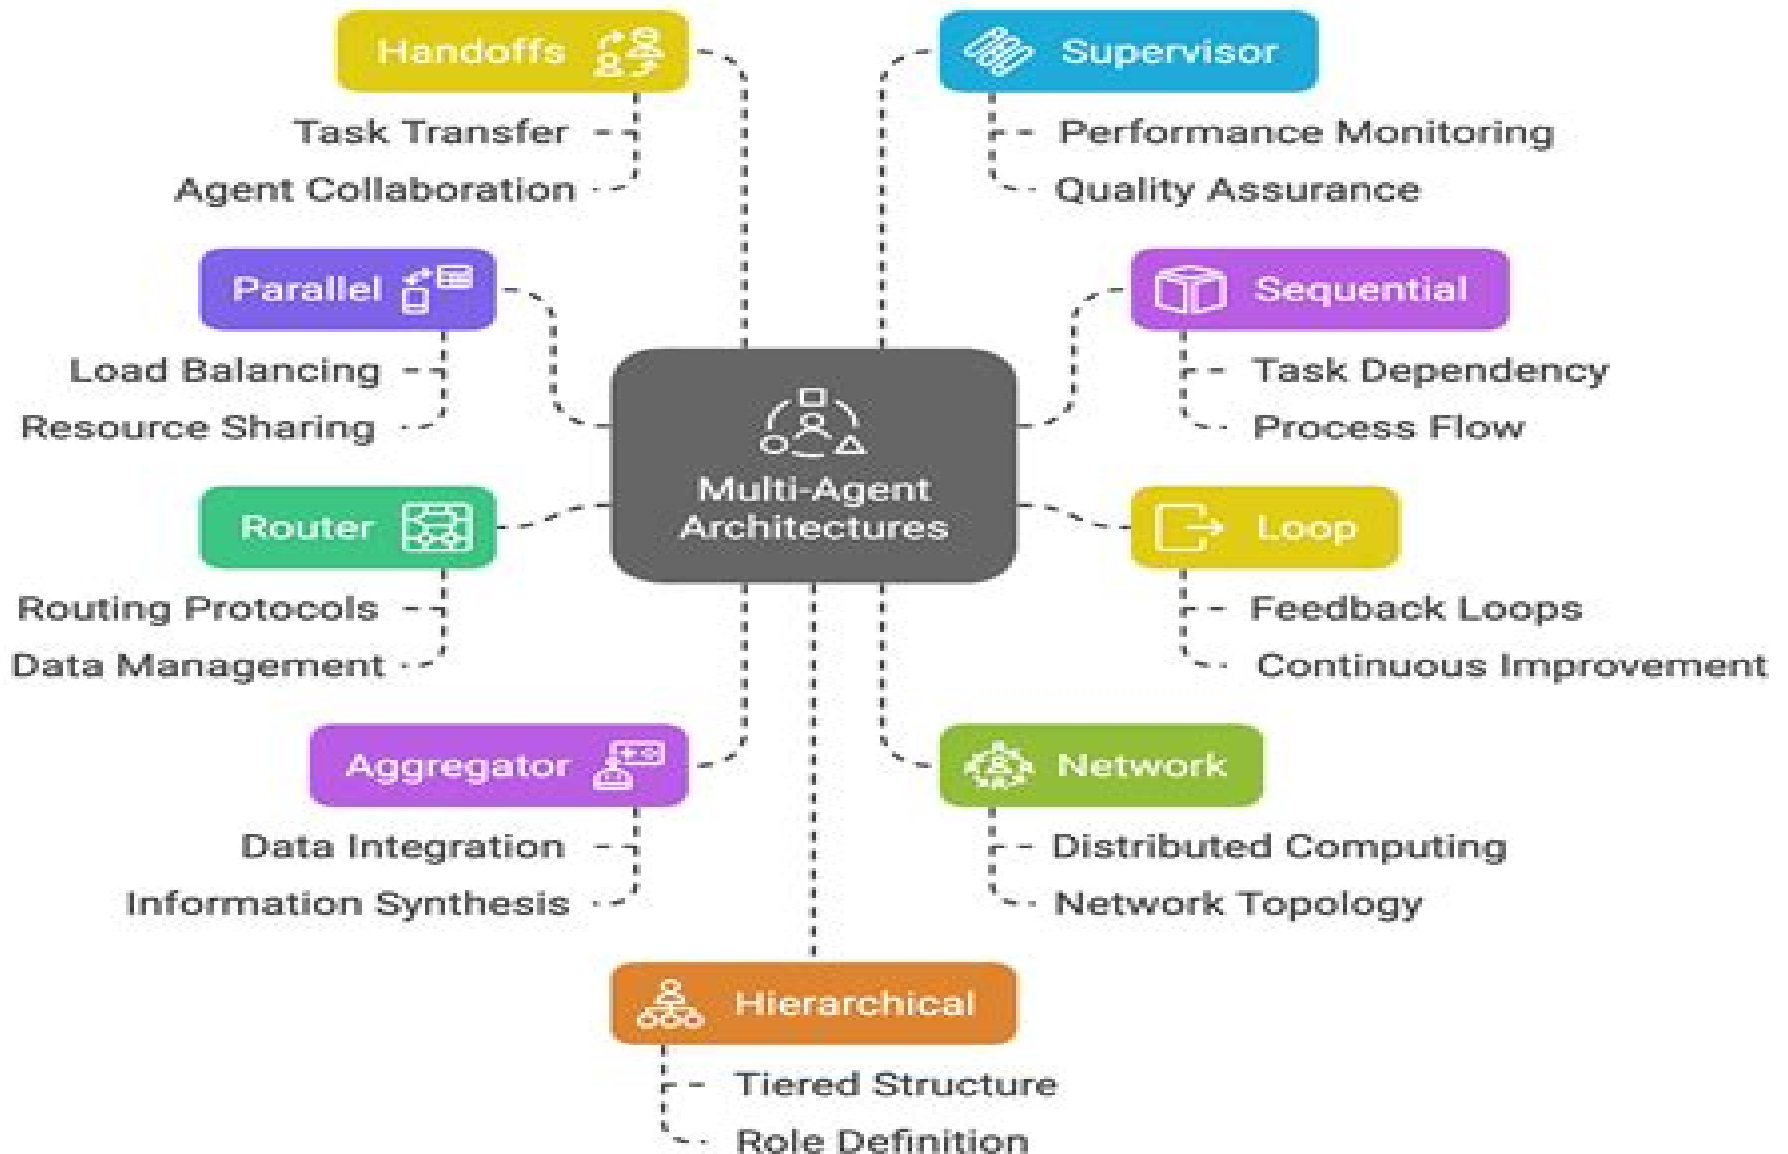 Handoffs
Task Transfer
Agent Collaboration
Supervisor
Performance Monitoring
Quality Assurance
Parallel
Load Balancing
Resource Sharing
Sequential
Task Dependency
Process Flow
Multi-Agent
Architectures
Router
Routing Protocols
Data Management
Loop
Feedback Loops
Continuous Improvement
Aggregator
Data Integration
Information Synthesis
Network
Distributed Computing
Network Topology
Hierarchical
Tiered Structure
Role Definition